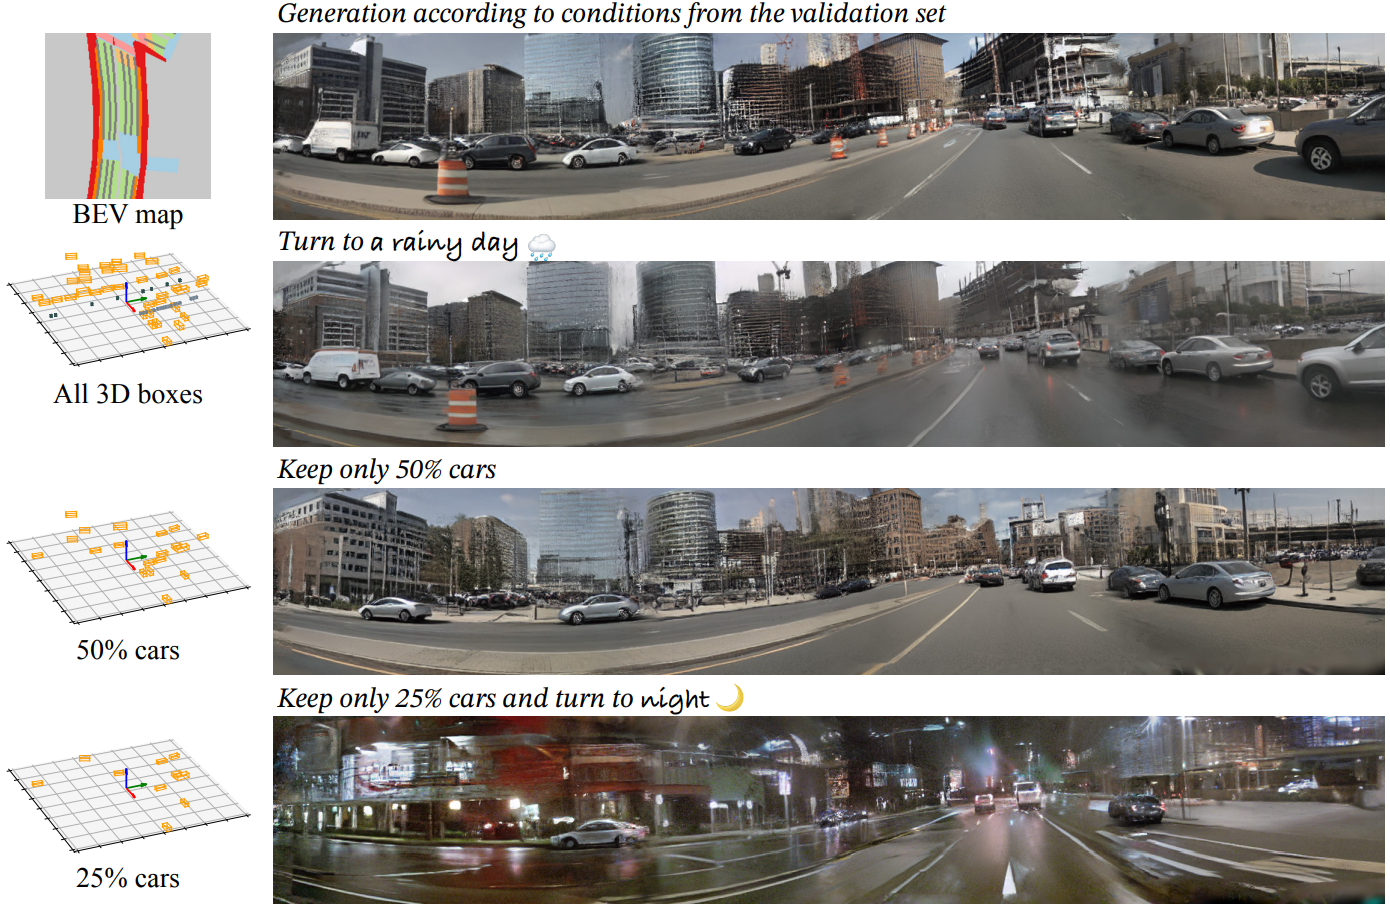 Generation according to conditions from the validation set
BEV map
Turn to a rainy day
All 3D boxes
Keep only 50% cars
50% cars
Keep only 25% cars and turn to night
25% cars